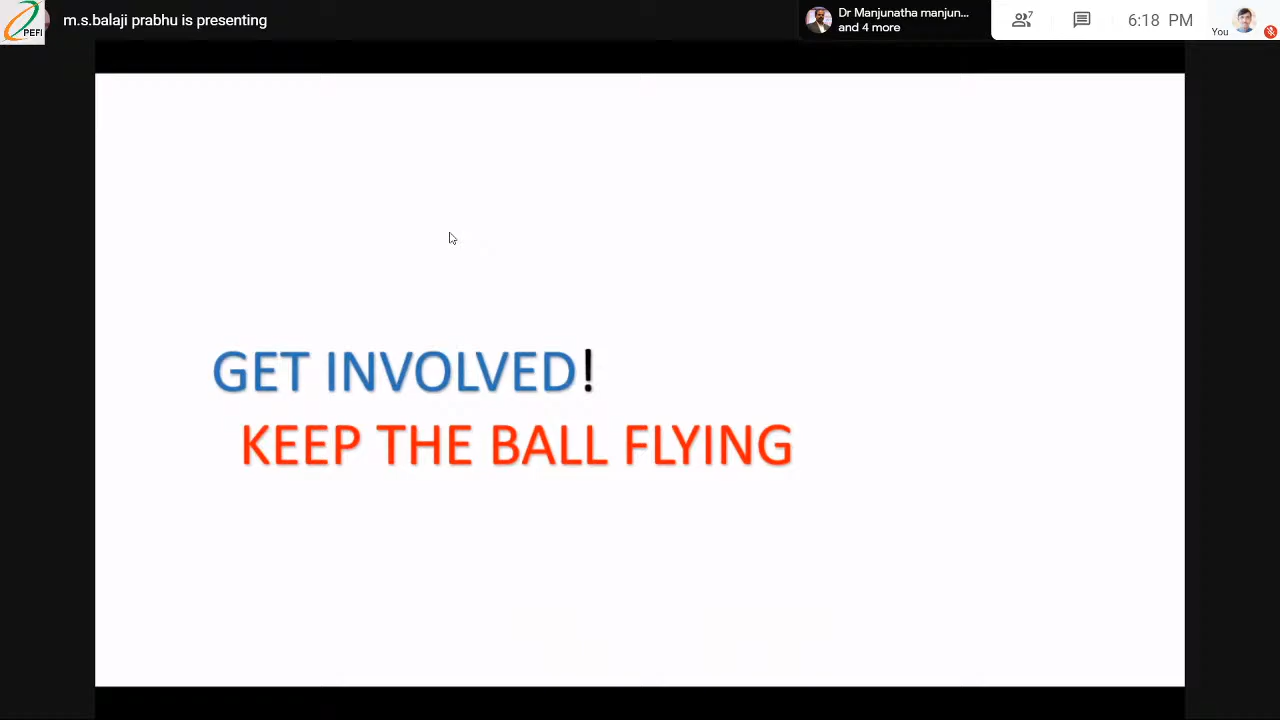 PEFI
m.s.balaji prabhu is presenting
Dr Manjunatha manjun...
and 4 more
7
6:18 PM
You
GET INVOLVED!
KEEP THE BALL FLYING